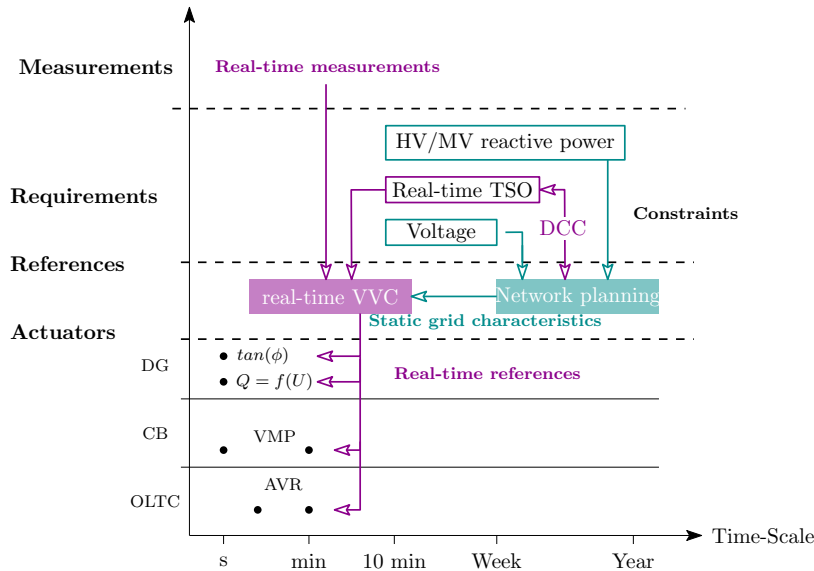 Measurements
Real-time measurements
HV/MV reactive power
Requirements
Real-time TSO
Constraints
Voltage
DCC
References
real-time VVC
Network planning
Static grid characteristics
Actuators
DG
tan(ϕ)
Q = f(U)
Real-time references
CB
VMP
OLTC
AVR
Time-Scale
s
min
10 min
Week
Year